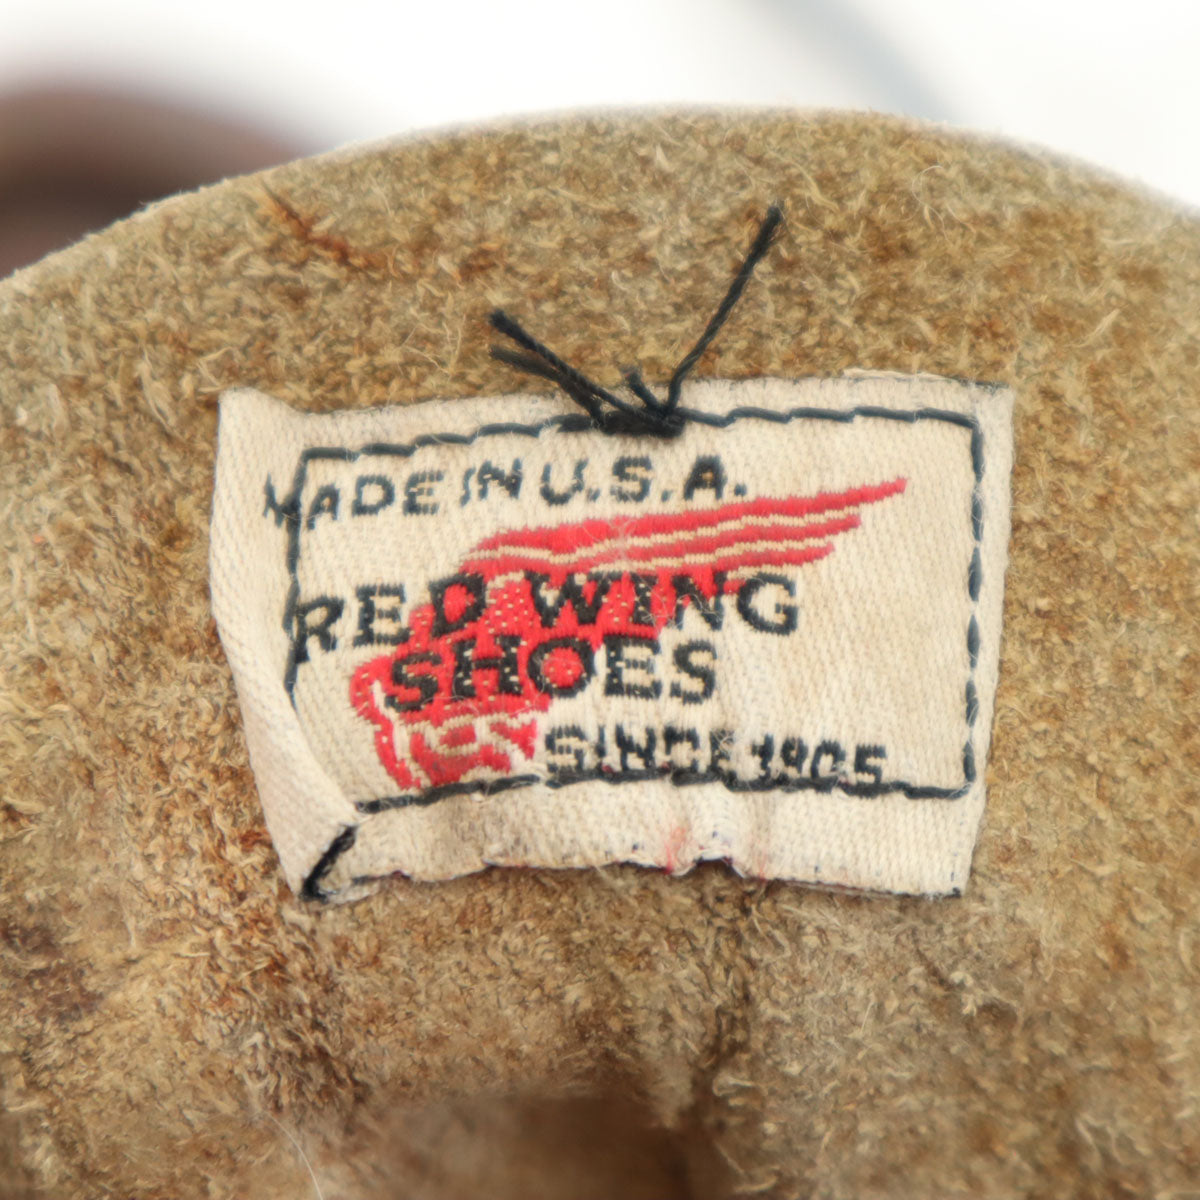 MADE IN U.S.A.
RED WING
SHOES
SINCE 1905